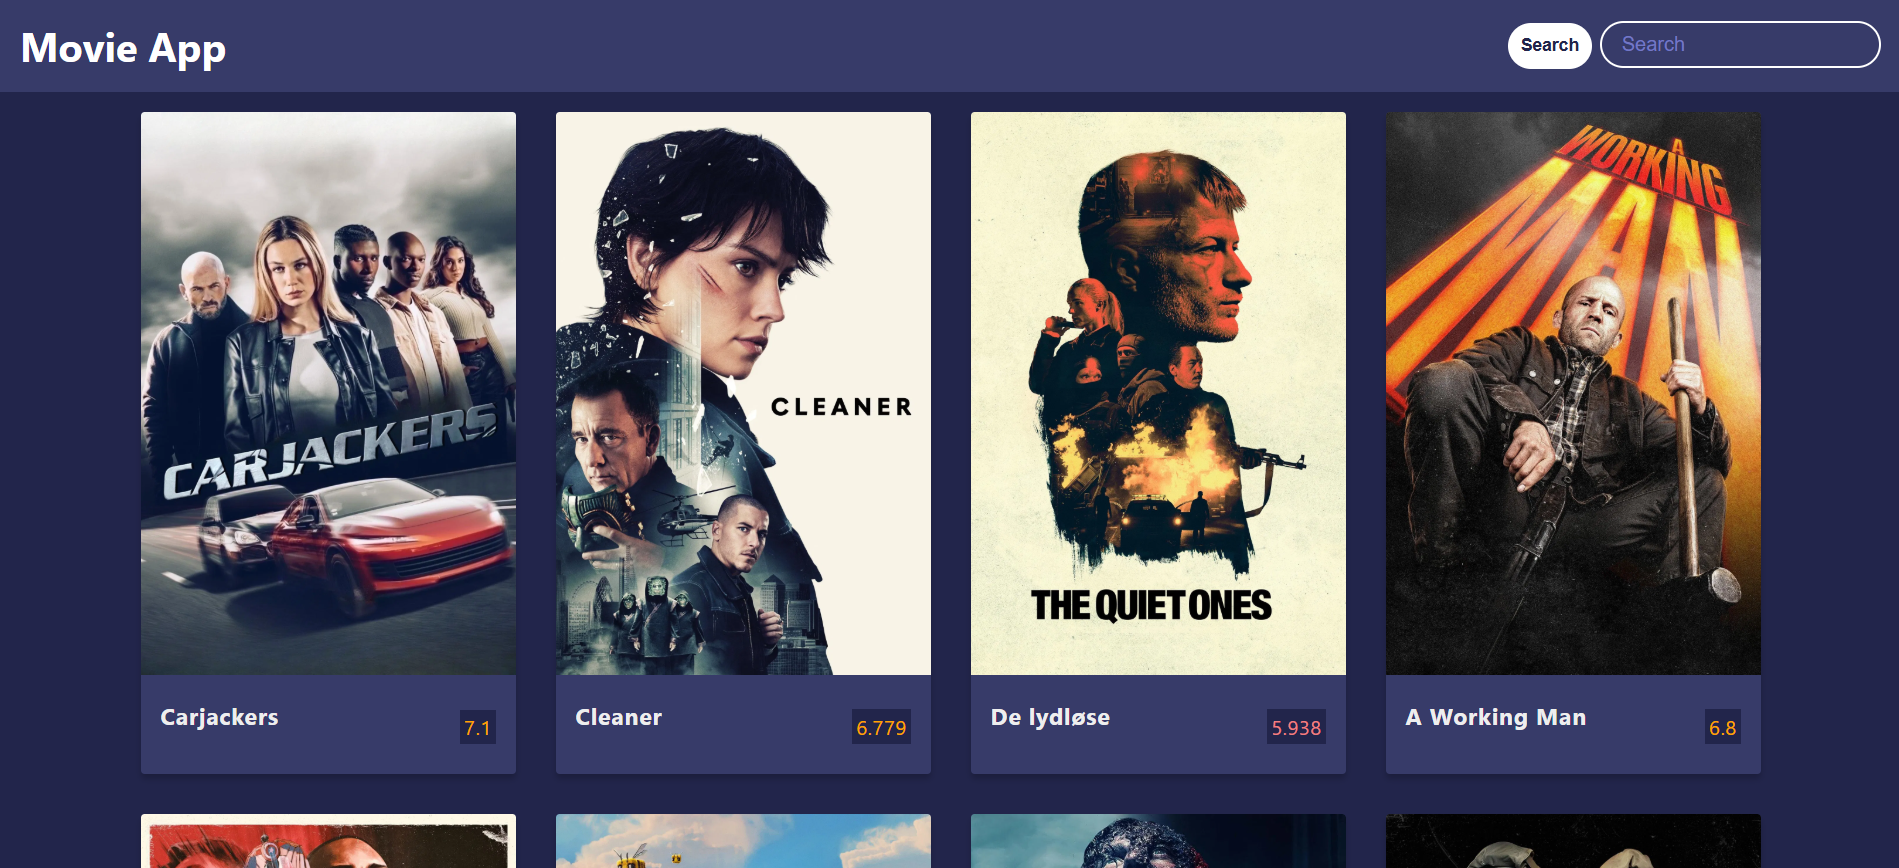 Movie App
Search
Search
CARJACKERS
CLEANER
THE QUIET ONES
A
WORKING
MAN
Carjackers
7.1
Cleaner
6.779
De lydløse
5.938
A Working Man
6.8